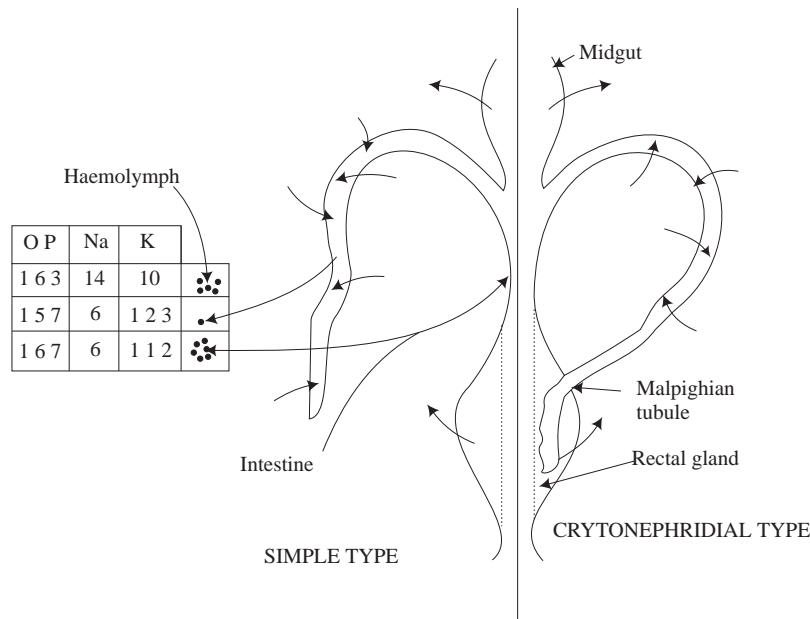 Midgut
Haemolymph
O P Na K
1 6 3 14 10
1 5 7 6 1 2 3
1 6 7 6 1 1 2
Malpighian
tubule
Intestine
Rectal gland
SIMPLE TYPE
CRYTONEPHRIDIAL TYPE